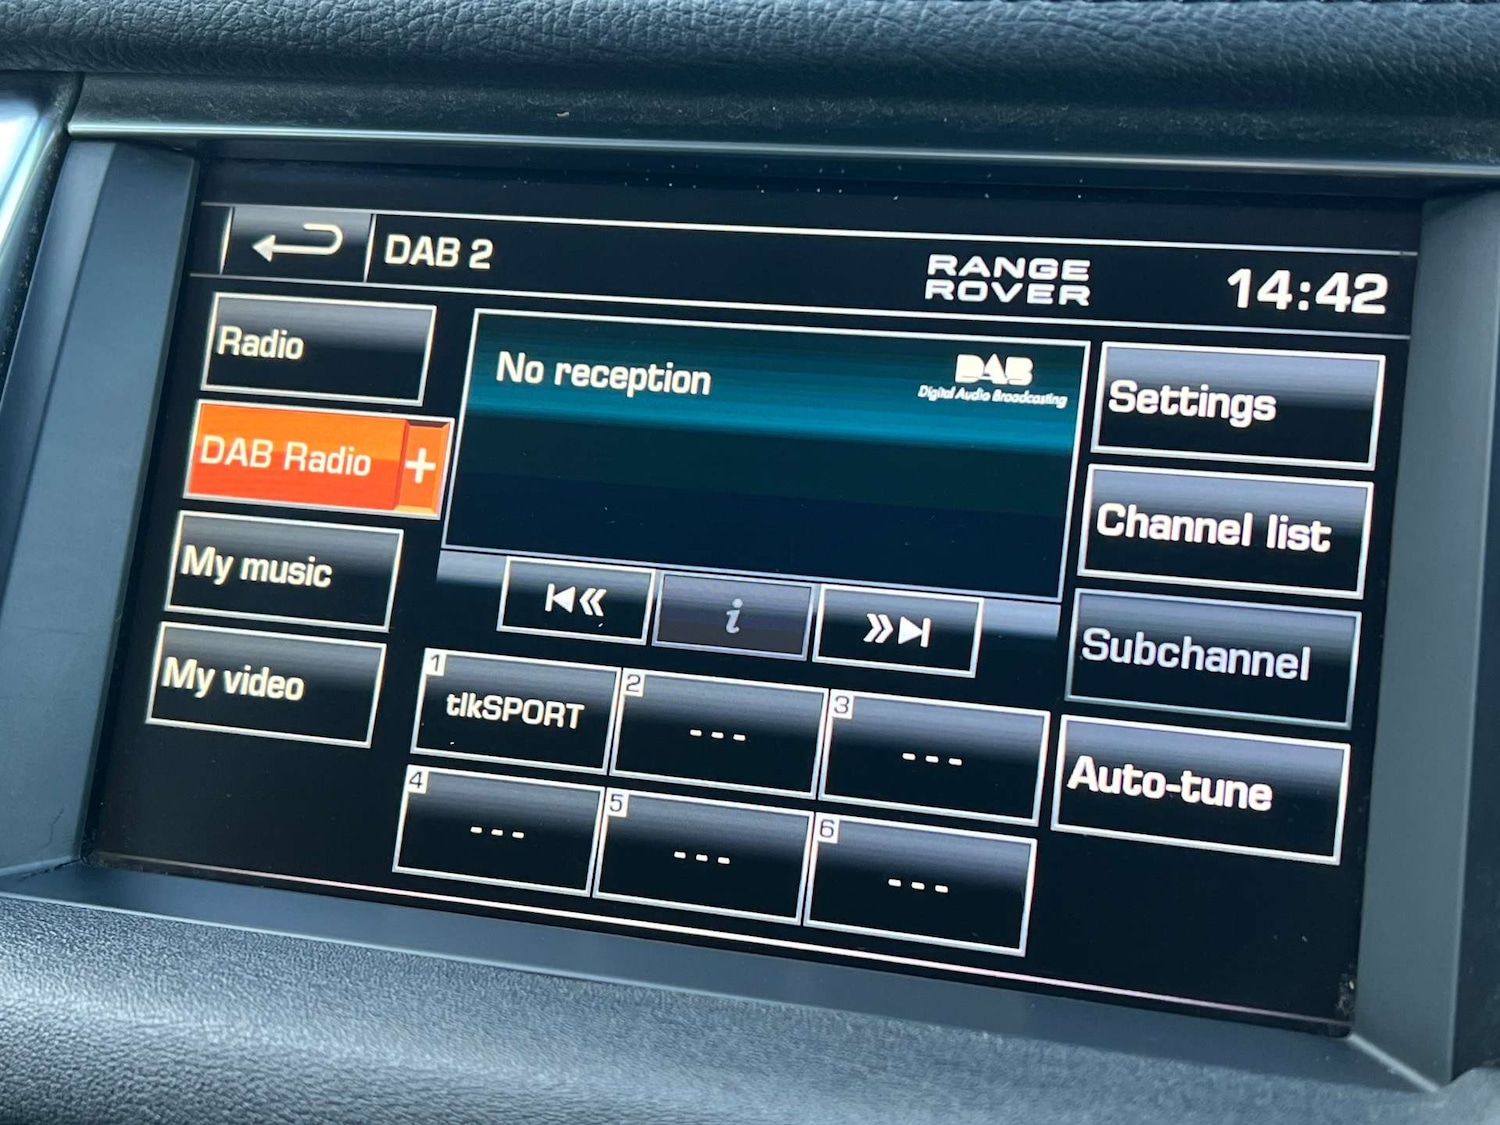 DAB 2
RANGE
ROVER
14:42
Radio
DAB Radio +
My music
My video
No reception
DAB
Digital Audio Broadcasting
i
1
tlkSPORT
2
---
3
---
4
---
5
---
6
---
Settings
Channel list
Subchannel
Auto-tune